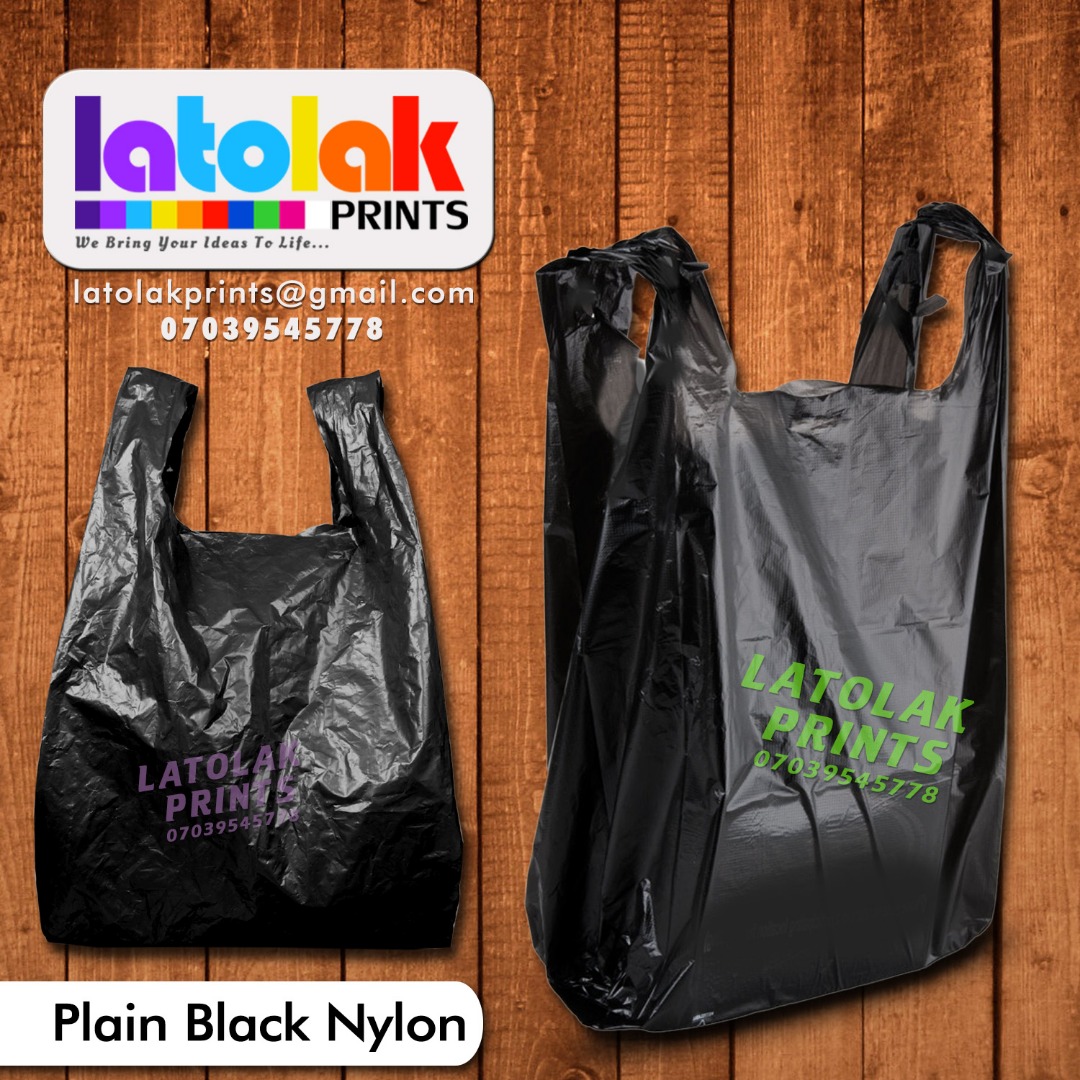 latolak
PRINTS
We Bring Your Ideas To Life...
latolakprints@gmail.com
07039545778
LATOLAK
PRINTS
07039545778
LATOLAK
PRINTS
07039545778
Plain Black Nylon